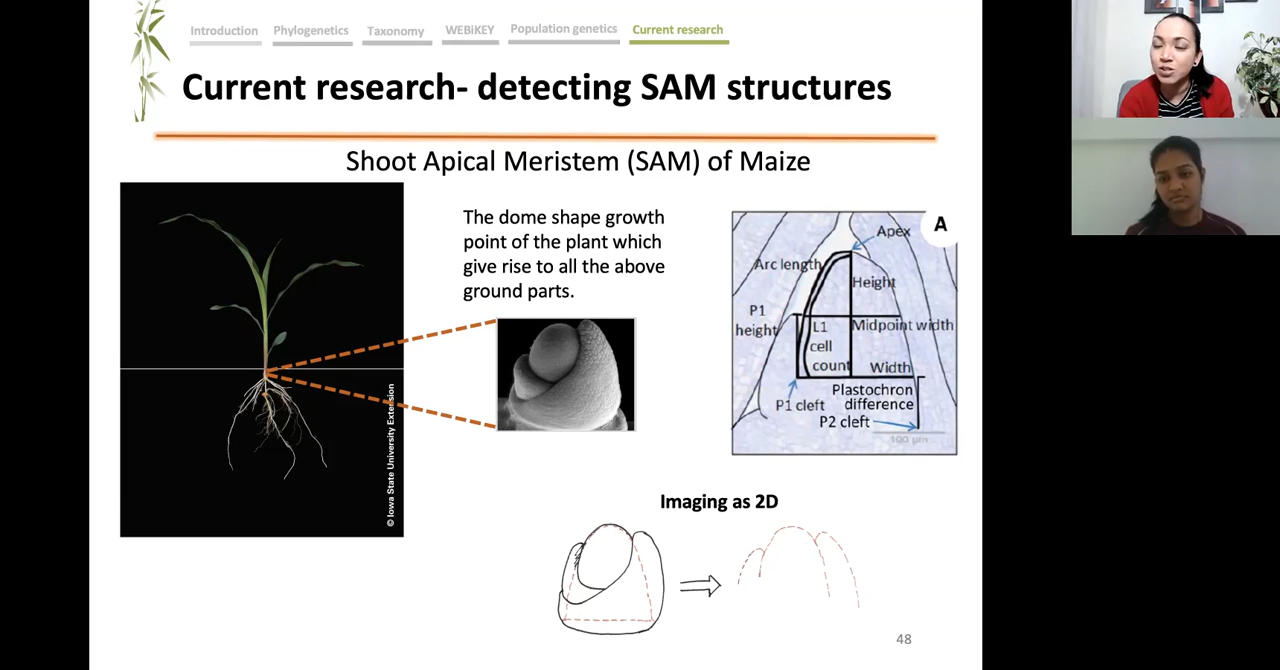 Introduction
Phylogenetics
Taxonomy
WEBiKEY
Population genetics
Current research
Current research- detecting SAM structures
Shoot Apical Meristem (SAM) of Maize
© Iowa State University Extension
The dome shape growth
point of the plant which
give rise to all the above
ground parts.
A
Apex
Arc length
Height
P1
height
L1
cell
count
Midpoint width
Width
Plastochron
difference
P1 cleft
P2 cleft
100 µm
Imaging as 2D
48